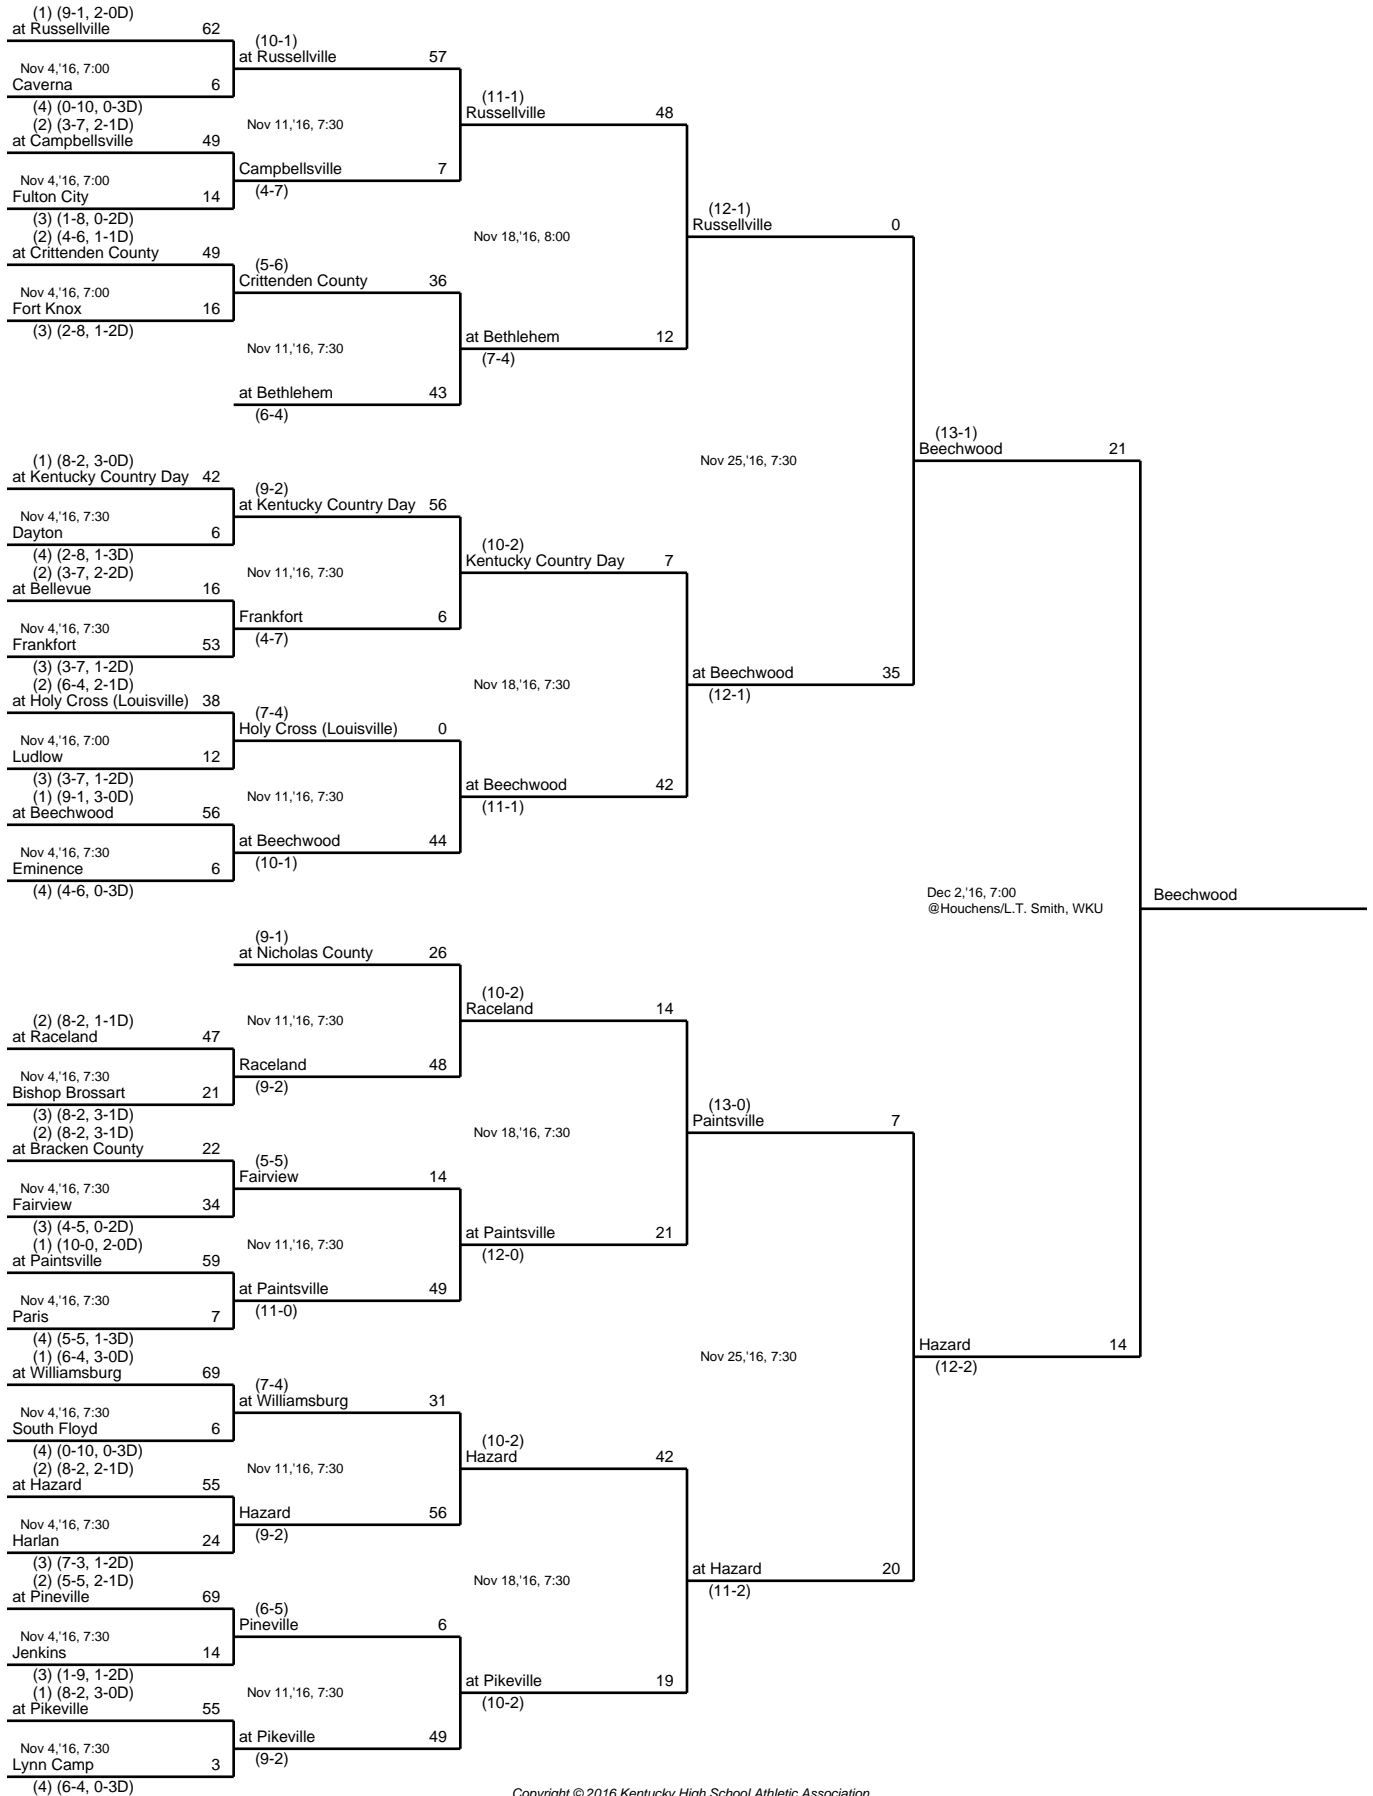 (1) (9-1, 2-0D)
at Russellville 62
Nov 4,'16, 7:00
Caverna 6
(4) (0-10, 0-3D)
(2) (3-7, 2-1D)
at Campbellsville 49
Nov 4,'16, 7:00
Fulton City 14
(3) (1-8, 0-2D)
(2) (4-6, 1-1D)
at Crittenden County 49
Nov 4,'16, 7:00
Fort Knox 16
(3) (2-8, 1-2D)
(1) (8-2, 3-0D)
at Kentucky Country Day 42
Nov 4,'16, 7:30
Dayton 6
(4) (2-8, 1-3D)
(2) (3-7, 2-2D)
at Bellevue 16
Nov 4,'16, 7:30
Frankfort 53
(3) (3-7, 1-2D)
(2) (6-4, 2-1D)
at Holy Cross (Louisville) 38
Nov 4,'16, 7:00
Ludlow 12
(3) (3-7, 1-2D)
(1) (9-1, 3-0D)
at Beechwood 56
Nov 4,'16, 7:30
Eminence 6
(4) (4-6, 0-3D)
(2) (8-2, 1-1D)
at Raceland 47
Nov 4,'16, 7:30
Bishop Brossart 21
(3) (8-2, 3-1D)
(2) (8-2, 3-1D)
at Bracken County 22
Nov 4,'16, 7:30
Fairview 34
(3) (4-5, 0-2D)
(1) (10-0, 2-0D)
at Paintsville 59
Nov 4,'16, 7:30
Paris 7
(4) (5-5, 1-3D)
(1) (6-4, 3-0D)
at Williamsburg 69
Nov 4,'16, 7:30
South Floyd 6
(4) (0-10, 0-3D)
(2) (8-2, 2-1D)
at Hazard 55
Nov 4,'16, 7:30
Harlan 24
(3) (7-3, 1-2D)
(2) (5-5, 2-1D)
at Pineville 69
Nov 4,'16, 7:30
Jenkins 14
(3) (1-9, 1-2D)
(1) (8-2, 3-0D)
at Pikeville 55
Nov 4,'16, 7:30
Lynn Camp 3
(4) (6-4, 0-3D)
(10-1)
at Russellville 57
Nov 11,'16, 7:30
Campbellsville 7
(4-7)
(5-6)
Crittenden County 36
Nov 11,'16, 7:30
at Bethlehem 43
(6-4)
(9-2)
at Kentucky Country Day 56
Nov 11,'16, 7:30
Frankfort 6
(4-7)
(7-4)
Holy Cross (Louisville) 0
Nov 11,'16, 7:30
at Beechwood 44
(10-1)
(9-1)
at Nicholas County 26
Nov 11,'16, 7:30
Raceland 48
(9-2)
(5-5)
Fairview 14
Nov 11,'16, 7:30
at Paintsville 49
(11-0)
(7-4)
at Williamsburg 31
Nov 11,'16, 7:30
Hazard 56
(9-2)
(6-5)
Pineville 6
Nov 11,'16, 7:30
at Pikeville 49
(9-2)
(11-1)
Russellville 48
Nov 18,'16, 8:00
at Bethlehem 12
(7-4)
(10-2)
Kentucky Country Day 7
Nov 18,'16, 7:30
at Beechwood 42
(11-1)
(10-2)
Raceland 14
Nov 18,'16, 7:30
at Paintsville 21
(12-0)
(10-2)
Hazard 42
Nov 18,'16, 7:30
at Pikeville 19
(10-2)
(12-1)
Russellville 0
Nov 25,'16, 7:30
at Beechwood 35
(12-1)
(13-0)
Paintsville 7
Nov 25,'16, 7:30
at Hazard 20
(11-2)
(13-1)
Beechwood 21
Dec 2,'16, 7:00
@Houchens/L.T. Smith, WKU
Hazard 14
(12-2)
Beechwood
Copyright © 2016 Kentucky High School Athletic Association